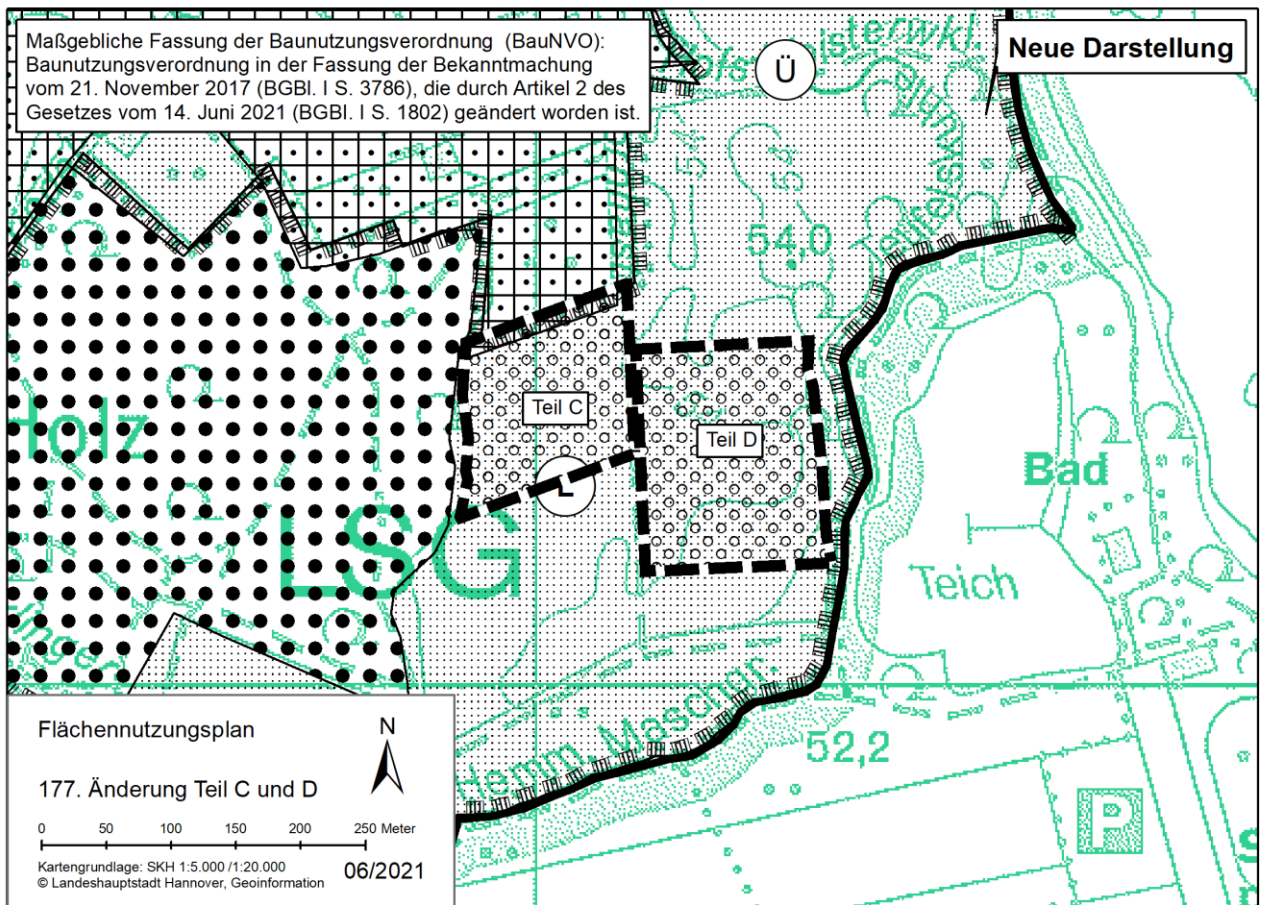 Maßgebliche Fassung der Baunutzungsverordnung (BauNVO):
Baunutzungsverordnung in der Fassung der Bekanntmachung
vom 21. November 2017 (BGBl. I S. 3786), die durch Artikel 2 des
Gesetzes vom 14. Juni 2021 (BGBl. I S. 1802) geändert worden ist.
Neue Darstellung
Ü
54,0
Teil C
Teil D
L
Holz
LSG
Bad
Teich
Hemm. Maschgr.
52,2
P
Flächennutzungsplan
N
177. Änderung Teil C und D
0 50 100 150 200 250 Meter
Kartengrundlage: SKH 1:5.000 /1:20.000
© Landeshauptstadt Hannover, Geoinformation
06/2021